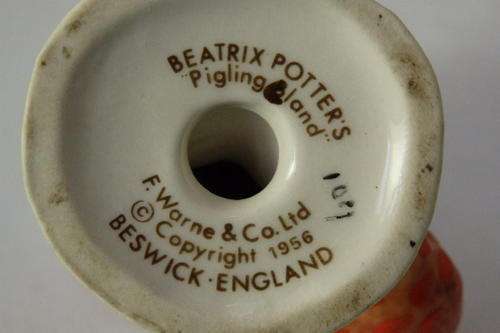 BEATRIX POTTER'S
"Pigling Bland"
F. Warne & Co. Ltd
© Copyright 1956
BESWICK · ENGLAND